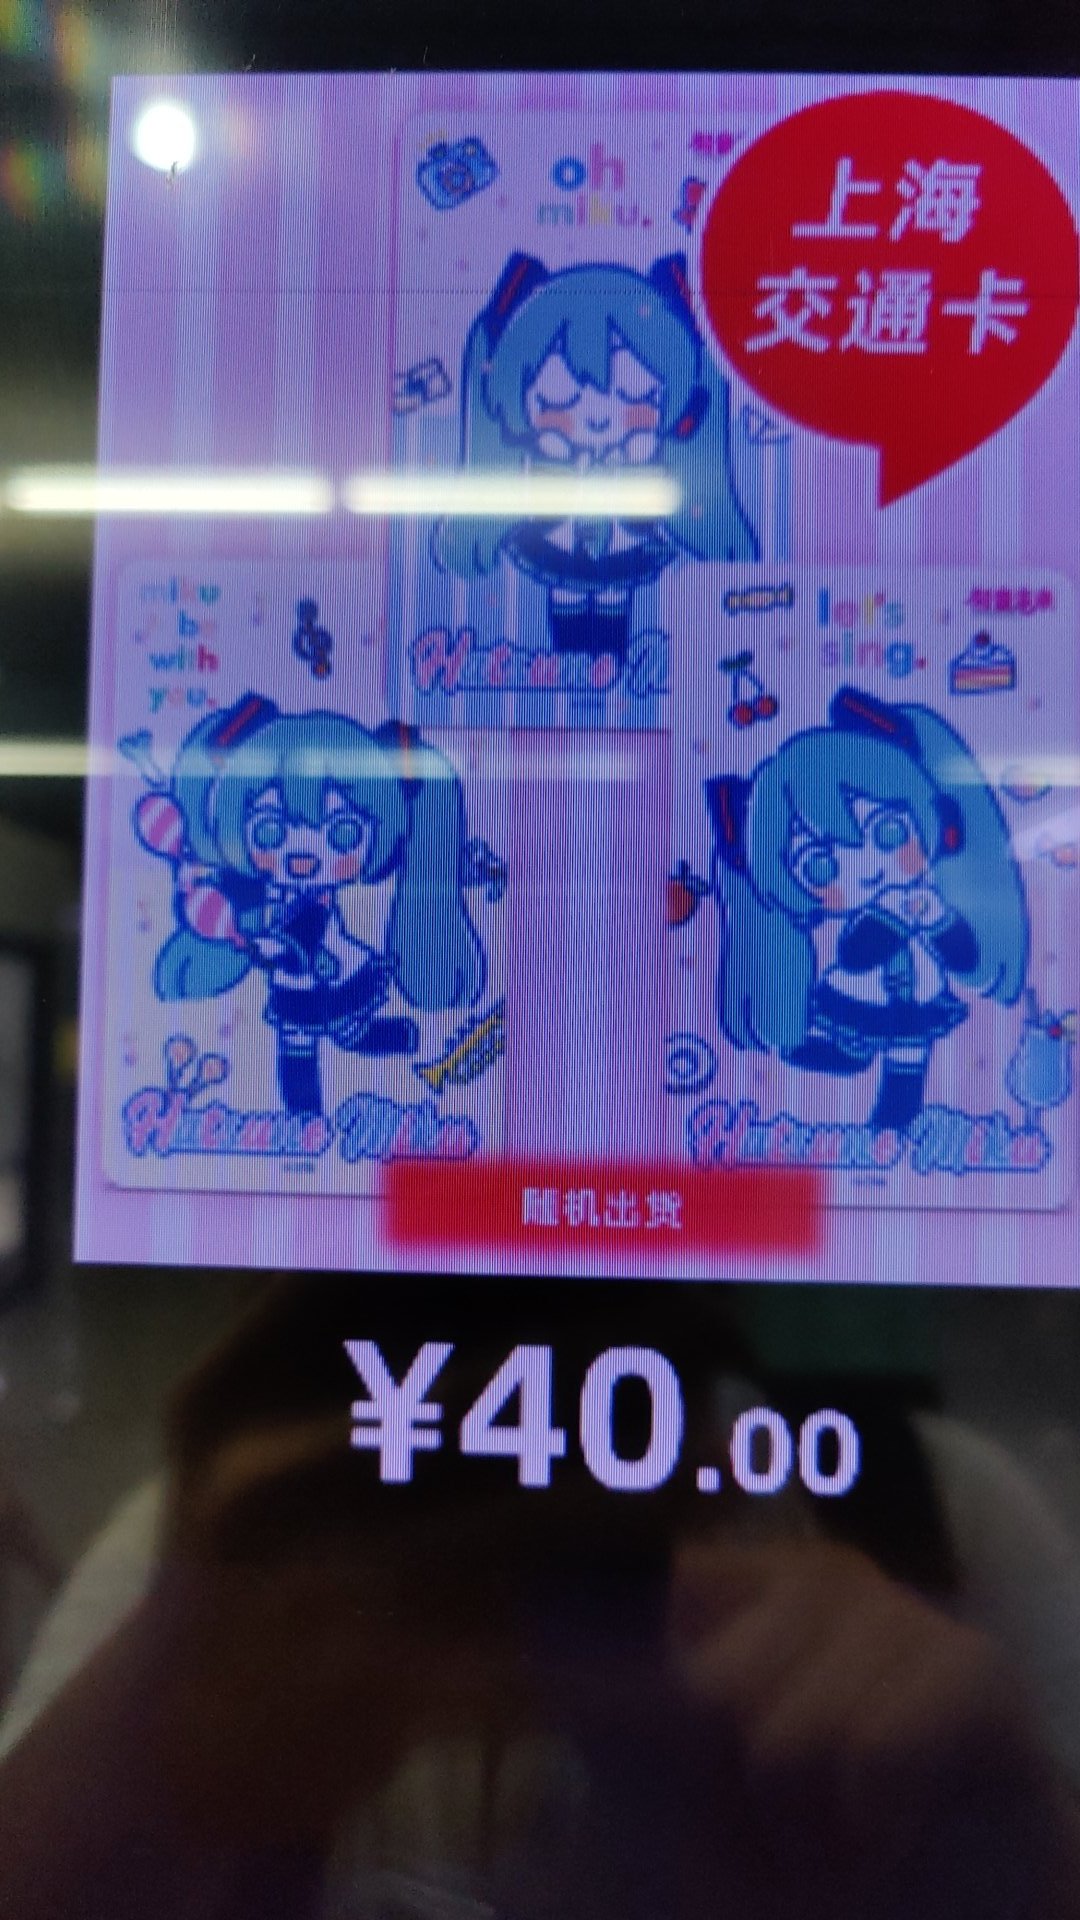 oh
miku.
上海
交通卡
miku
be
with
you.
Hatsune Miku
let's
sing.
Hatsune Miku
随机出货
¥40.00